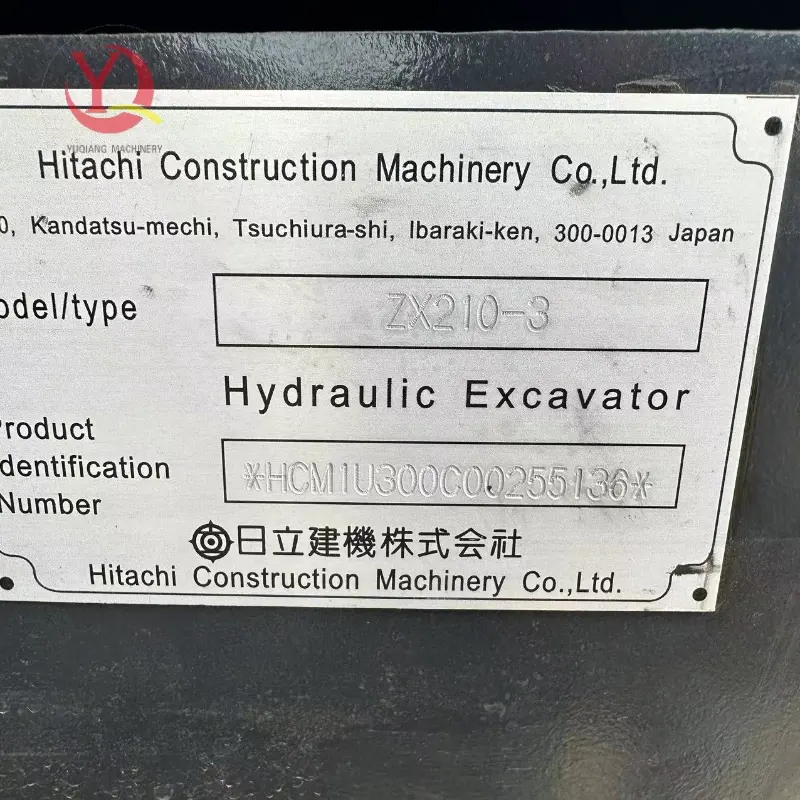 YUQIANG MACHINERY
Hitachi Construction Machinery Co.,Ltd.
0, Kandatsu-machi, Tsuchiura-shi, Ibaraki-ken, 300-0013 Japan
odel/type ZX210-3
Hydraulic Excavator
Product
Identification
Number
*HCM1U300C00255136*
日立建機株式会社
Hitachi Construction Machinery Co.,Ltd.